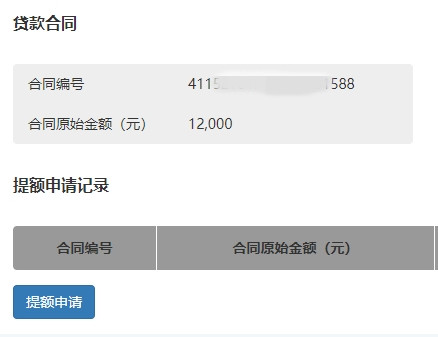 贷款合同
合同编号 4115 1588
合同原始金额（元） 12,000
提额申请记录
合同编号 合同原始金额（元）
提额申请